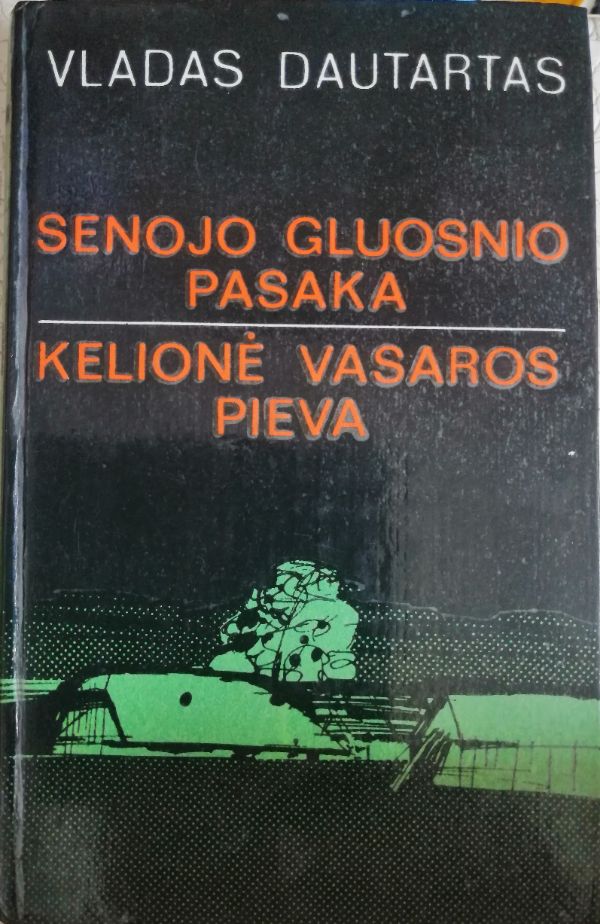 VLADAS DAUTARTAS
SENOJO GLUOSNIO
PASAKA
KELIONĖ VASAROS
PIEVA